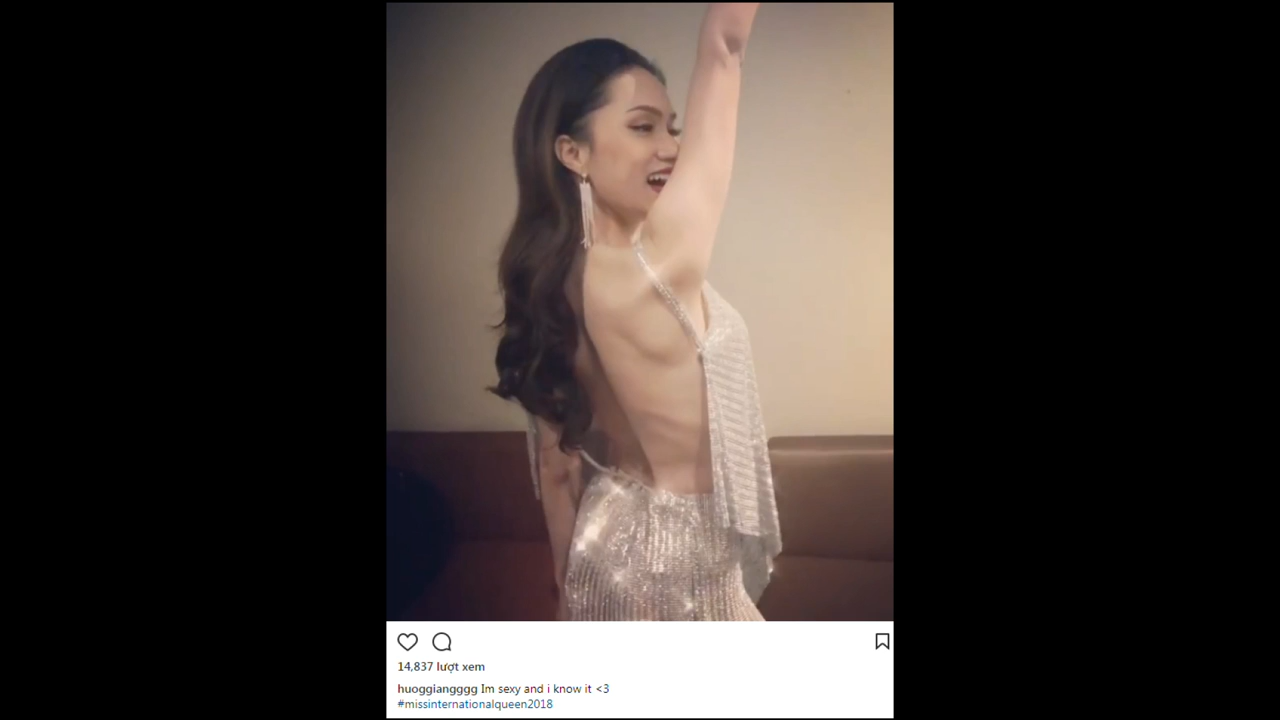 14,837 lượt xem
huoggiangggg Im sexy and i know it <3
#missinternationalqueen2018